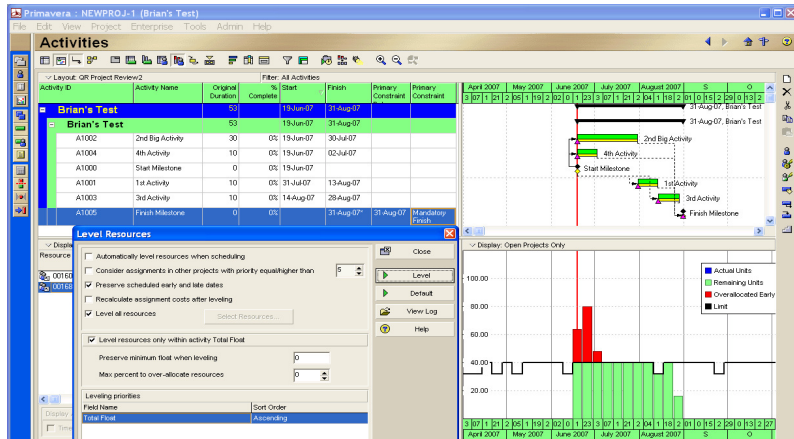 Primavera : NEWPROJ-1 (Brian's Test)
File Edit View Project Enterprise Tools Admin Help
Activities
Layout: QR Project Review2 Filter: All Activities
Activity ID Activity Name Original Duration % Complete Start Finish Primary Constraint Primary Constraint
April 2007 May 2007 June 2007 July 2007 August 2007 S O
Brian's Test 53 19-Jun-07 31-Aug-07 31-Aug-07, Brian's Test
Brian's Test 53 19-Jun-07 31-Aug-07 31-Aug-07, Brian's Test
A1002 2nd Big Activity 30 0% 19-Jun-07 30-Jul-07 2nd Big Activity
A1004 4th Activity 10 0% 19-Jun-07 02-Jul-07 4th Activity
A1000 Start Milestone 0 0% 19-Jun-07 Start Milestone
A1001 1st Activity 10 0% 31-Jul-07 13-Aug-07 1st Activity
A1003 3rd Activity 10 0% 14-Aug-07 28-Aug-07 3rd Activity
A1005 Finish Milestone 0 0% 31-Aug-07* 31-Aug-07 Mandatory Finish Finish Milestone
Display: Open Projects Only
Level Resources
Automatically level resources when scheduling
Consider assignments in other projects with priority equal/higher than 5
Preserve scheduled early and late dates
Recalculate assignment costs after leveling
Level all resources Select Resources...
Level resources only within activity Total Float
Preserve minimum float when leveling 0
Max percent to over-allocate resources 0
Leveling priorities
Field Name Sort Order
Total Float Ascending
Close
Level
Default
View Log
Help
Actual Units
Remaining Units
Overallocated Early
Limit
100.00
80.00
60.00
40.00
20.00
April 2007 May 2007 June 2007 July 2007 August 2007 S O